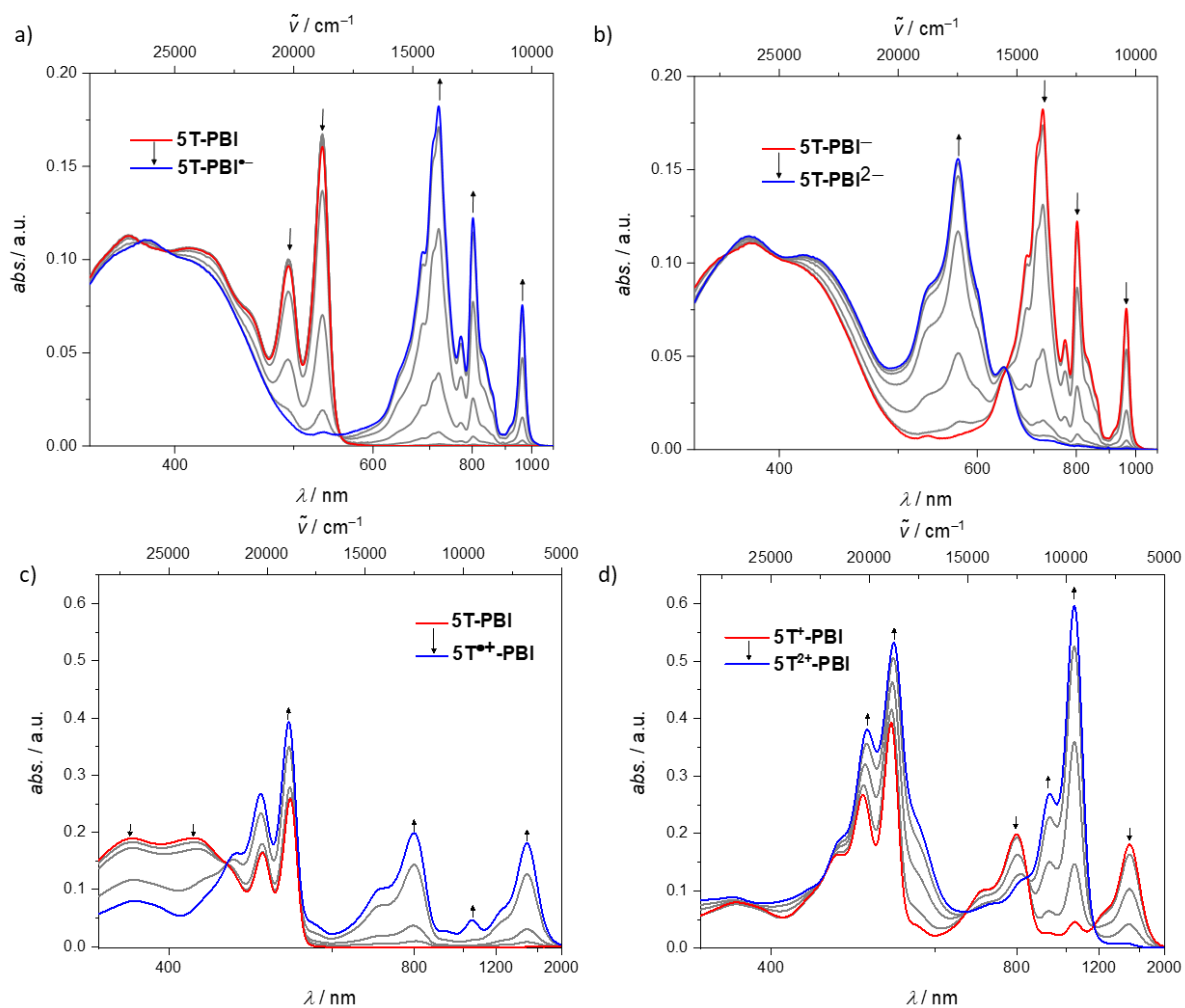 a)
ṽ / cm⁻¹
25000 20000 15000 10000
0.20
0.15
0.10
0.05
0.00
abs./ a.u.
5T-PBI
5T-PBI•−
400 600 800 1000
λ / nm
b)
ṽ / cm⁻¹
25000 20000 15000 10000
0.20
0.15
0.10
0.05
0.00
abs. / a.u.
5T-PBI−
5T-PBI2−
400 600 800 1000
λ / nm
c)
ṽ / cm⁻¹
25000 20000 15000 10000 5000
0.6
0.5
0.4
0.3
0.2
0.1
0.0
abs. / a.u.
5T-PBI
5T•+-PBI
400 800 1200 2000
λ / nm
d)
ṽ / cm⁻¹
25000 20000 15000 10000 5000
0.6
0.5
0.4
0.3
0.2
0.1
0.0
abs. / a.u.
5T+-PBI
5T2+-PBI
400 800 1200 2000
λ / nm